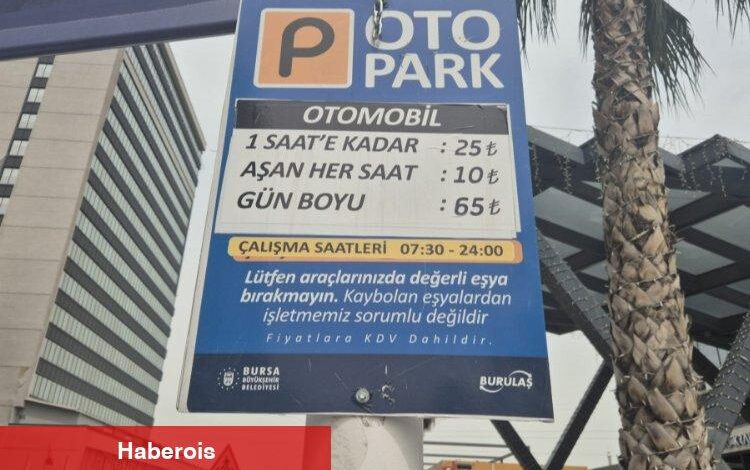 P OTO
PARK
OTOMOBİL
1 SAAT'E KADAR : 25 ₺
AŞAN HER SAAT : 10 ₺
GÜN BOYU : 65 ₺
ÇALIŞMA SAATLERİ 07:30 - 24:00
Lütfen araçlarınızda değerli eşya
bırakmayın. Kaybolan eşyalardan
işletmemiz sorumlu değildir
Fiyatlara KDV Dahildir.
BURSA
BÜYÜKŞEHİR
BELEDİYESİ
BURULAŞ
Haberois